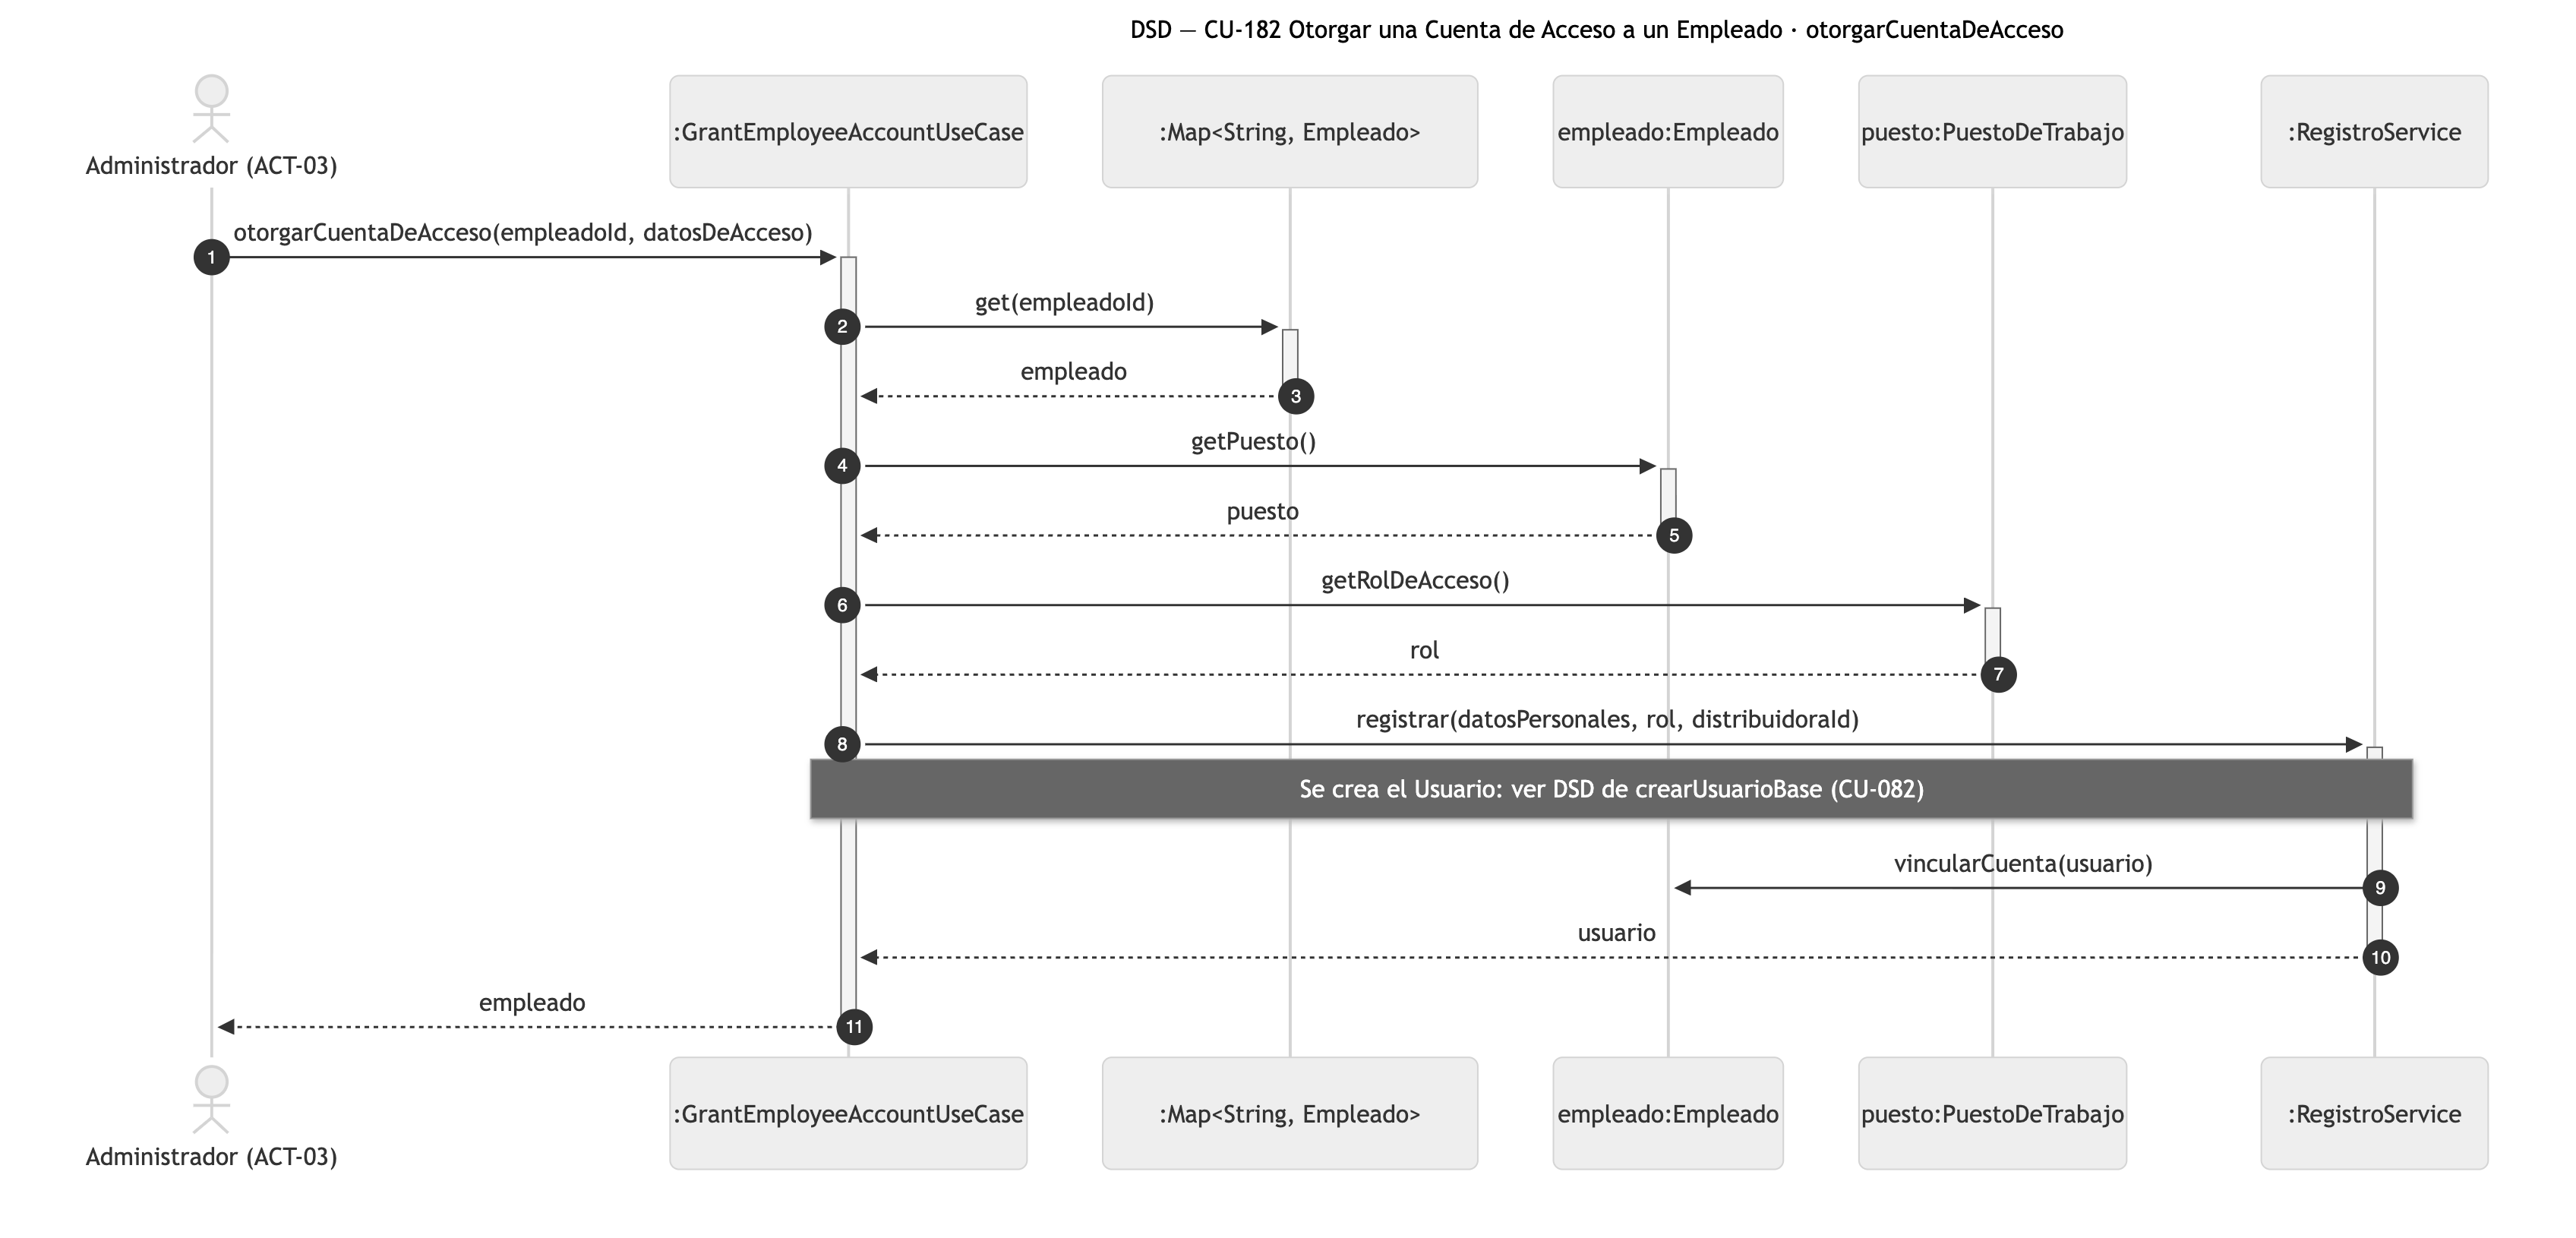 DSD — CU-182 Otorgar una Cuenta de Acceso a un Empleado · otorgarCuentaDeAcceso
Administrador (ACT-03)
:GrantEmployeeAccountUseCase
:Map<String, Empleado>
empleado:Empleado
puesto:PuestoDeTrabajo
:RegistroService
1
otorgarCuentaDeAcceso(empleadoId, datosDeAcceso)
2
get(empleadoId)
empleado
3
4
getPuesto()
puesto
5
6
getRolDeAcceso()
rol
7
8
registrar(datosPersonales, rol, distribuidoraId)
Se crea el Usuario: ver DSD de crearUsuarioBase (CU-082)
vincularCuenta(usuario)
9
usuario
10
empleado
11
Administrador (ACT-03)
:GrantEmployeeAccountUseCase
:Map<String, Empleado>
empleado:Empleado
puesto:PuestoDeTrabajo
:RegistroService